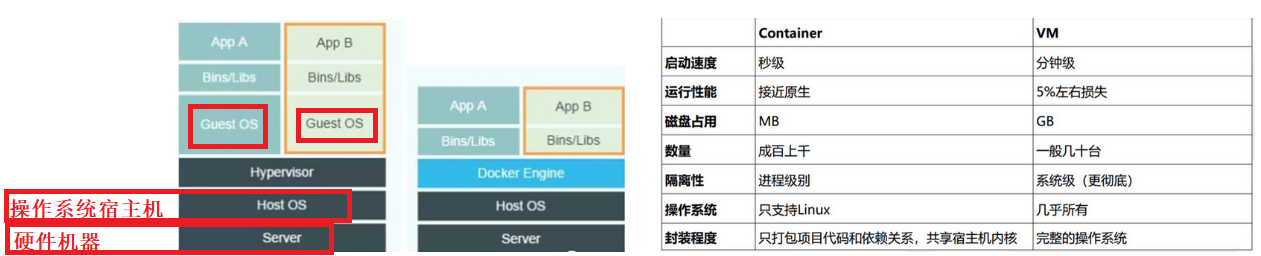 App A
App B
Bins/Libs
Bins/Libs
Guest OS
Guest OS
Hypervisor
操作系统宿主机
Host OS
硬件机器
Server
App A
App B
Bins/Libs
Bins/Libs
Docker Engine
Host OS
Server
Container VM
启动速度 秒级 分钟级
运行性能 接近原生 5%左右损失
磁盘占用 MB GB
数量 成百上千 一般几十台
隔离性 进程级别 系统级（更彻底）
操作系统 只支持Linux 几乎所有
封装程度 只打包项目代码和依赖关系，共享宿主机内核 完整的操作系统